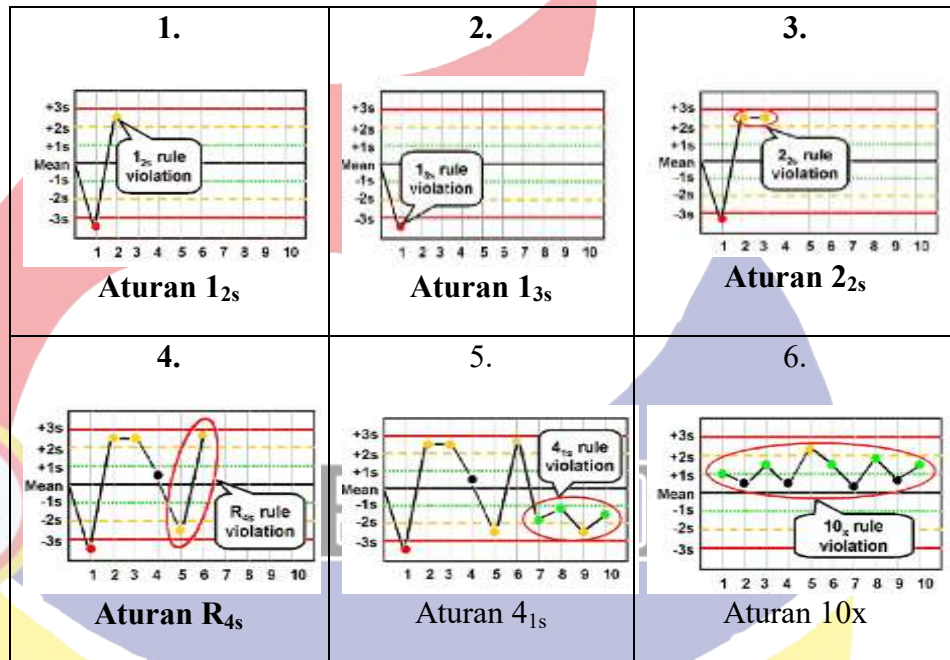 1.
+3s
+2s
+1s
Mean
-1s
-2s
-3s
1₂ₛ rule
violation
1 2 3 4 5 6 7 8 9 10
Aturan 1₂ₛ
2.
+3s
+2s
+1s
Mean
-1s
-2s
-3s
1₃ₛ rule
violation
1 2 3 4 5 6 7 8 9 10
Aturan 1₃ₛ
3.
+3s
+2s
+1s
Mean
-1s
-2s
-3s
2₂ₛ rule
violation
1 2 3 4 5 6 7 8 9 10
Aturan 2₂ₛ
4.
+3s
+2s
+1s
Mean
-1s
-2s
-3s
R₄ₛ rule
violation
1 2 3 4 5 6 7 8 9 10
Aturan R₄ₛ
5.
+3s
+2s
+1s
Mean
-1s
-2s
-3s
4₁ₛ rule
violation
1 2 3 4 5 6 7 8 9 10
Aturan 4₁ₛ
6.
+3s
+2s
+1s
Mean
-1s
-2s
-3s
10ₓ rule
violation
1 2 3 4 5 6 7 8 9 10
Aturan 10x